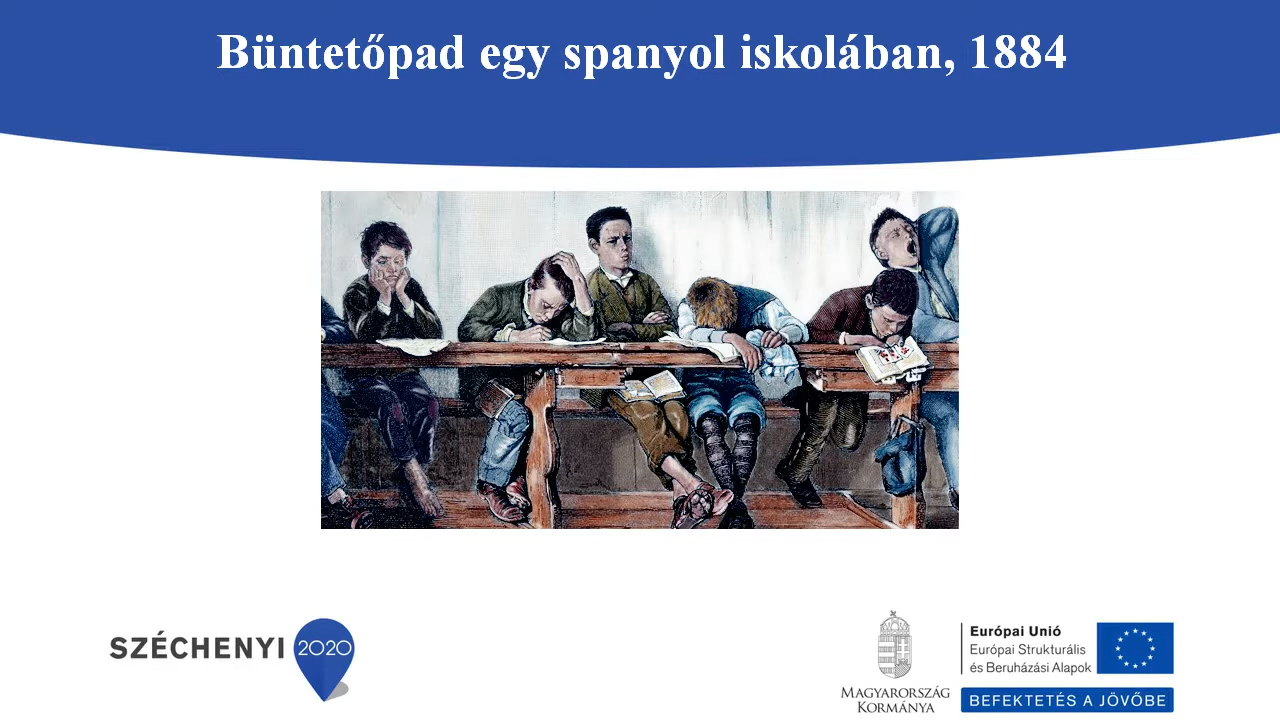 Büntetőpad egy spanyol iskolában, 1884
SZÉCHENYI 2020
MAGYARORSZÁG
KORMÁNYA
Európai Unió
Európai Strukturális
és Beruházási Alapok
BEFEKTETÉS A JÖVŐBE